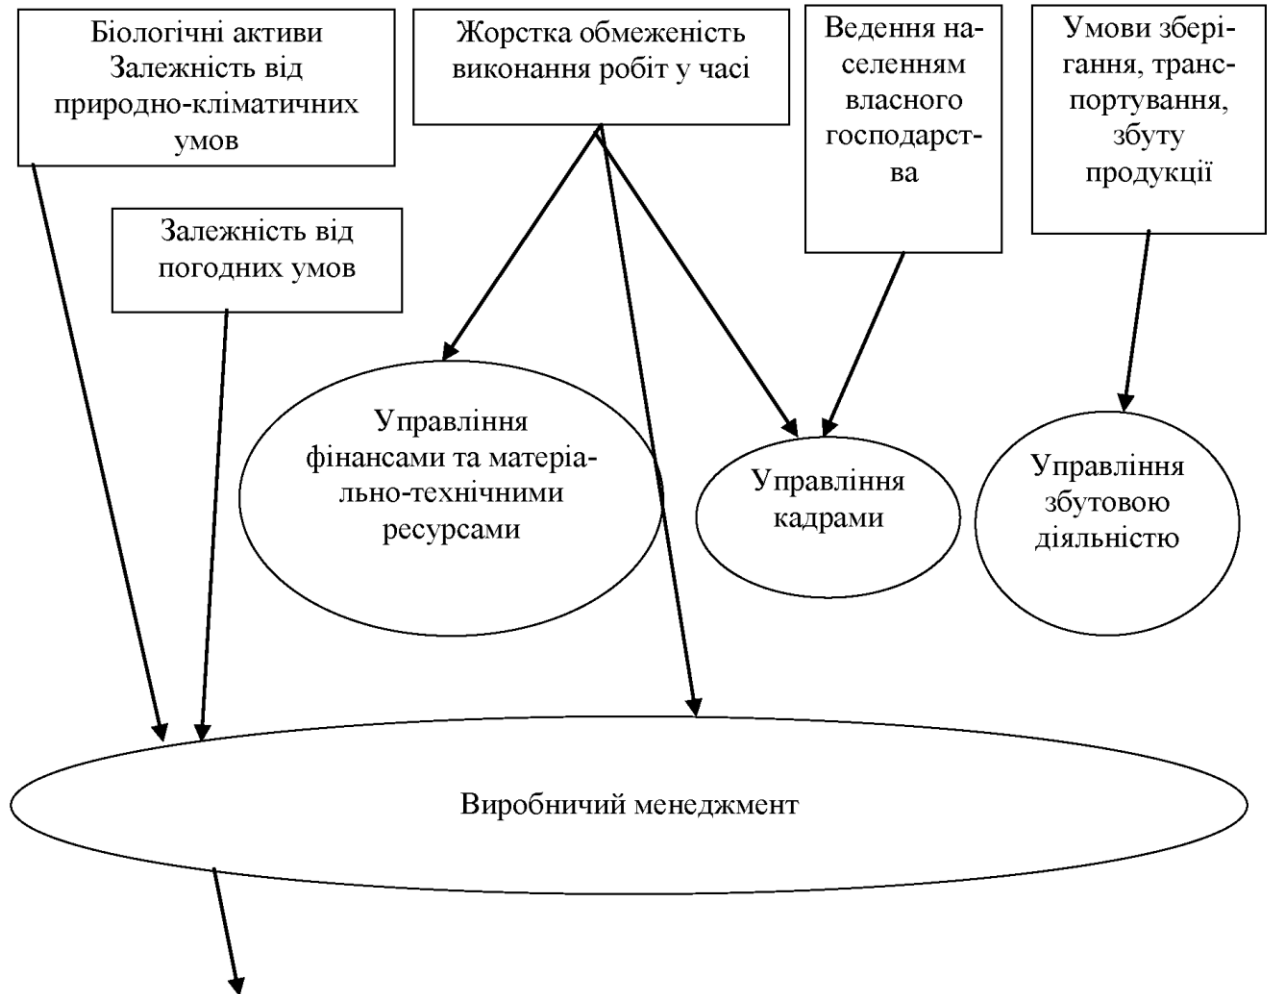 Біологічні активи
Залежність від
природно-кліматичних
умов
Жорстка обмеженість
виконання робіт у часі
Ведення на-
селенням
власного
господарст-
ва
Умови збері-
гання, транс-
портування,
збуту
продукції
Залежність від
погодних умов
Управління
фінансами та матеріа-
льно-технічними
ресурсами
Управління
кадрами
Управління
збутовою
діяльністю
Виробничий менеджмент